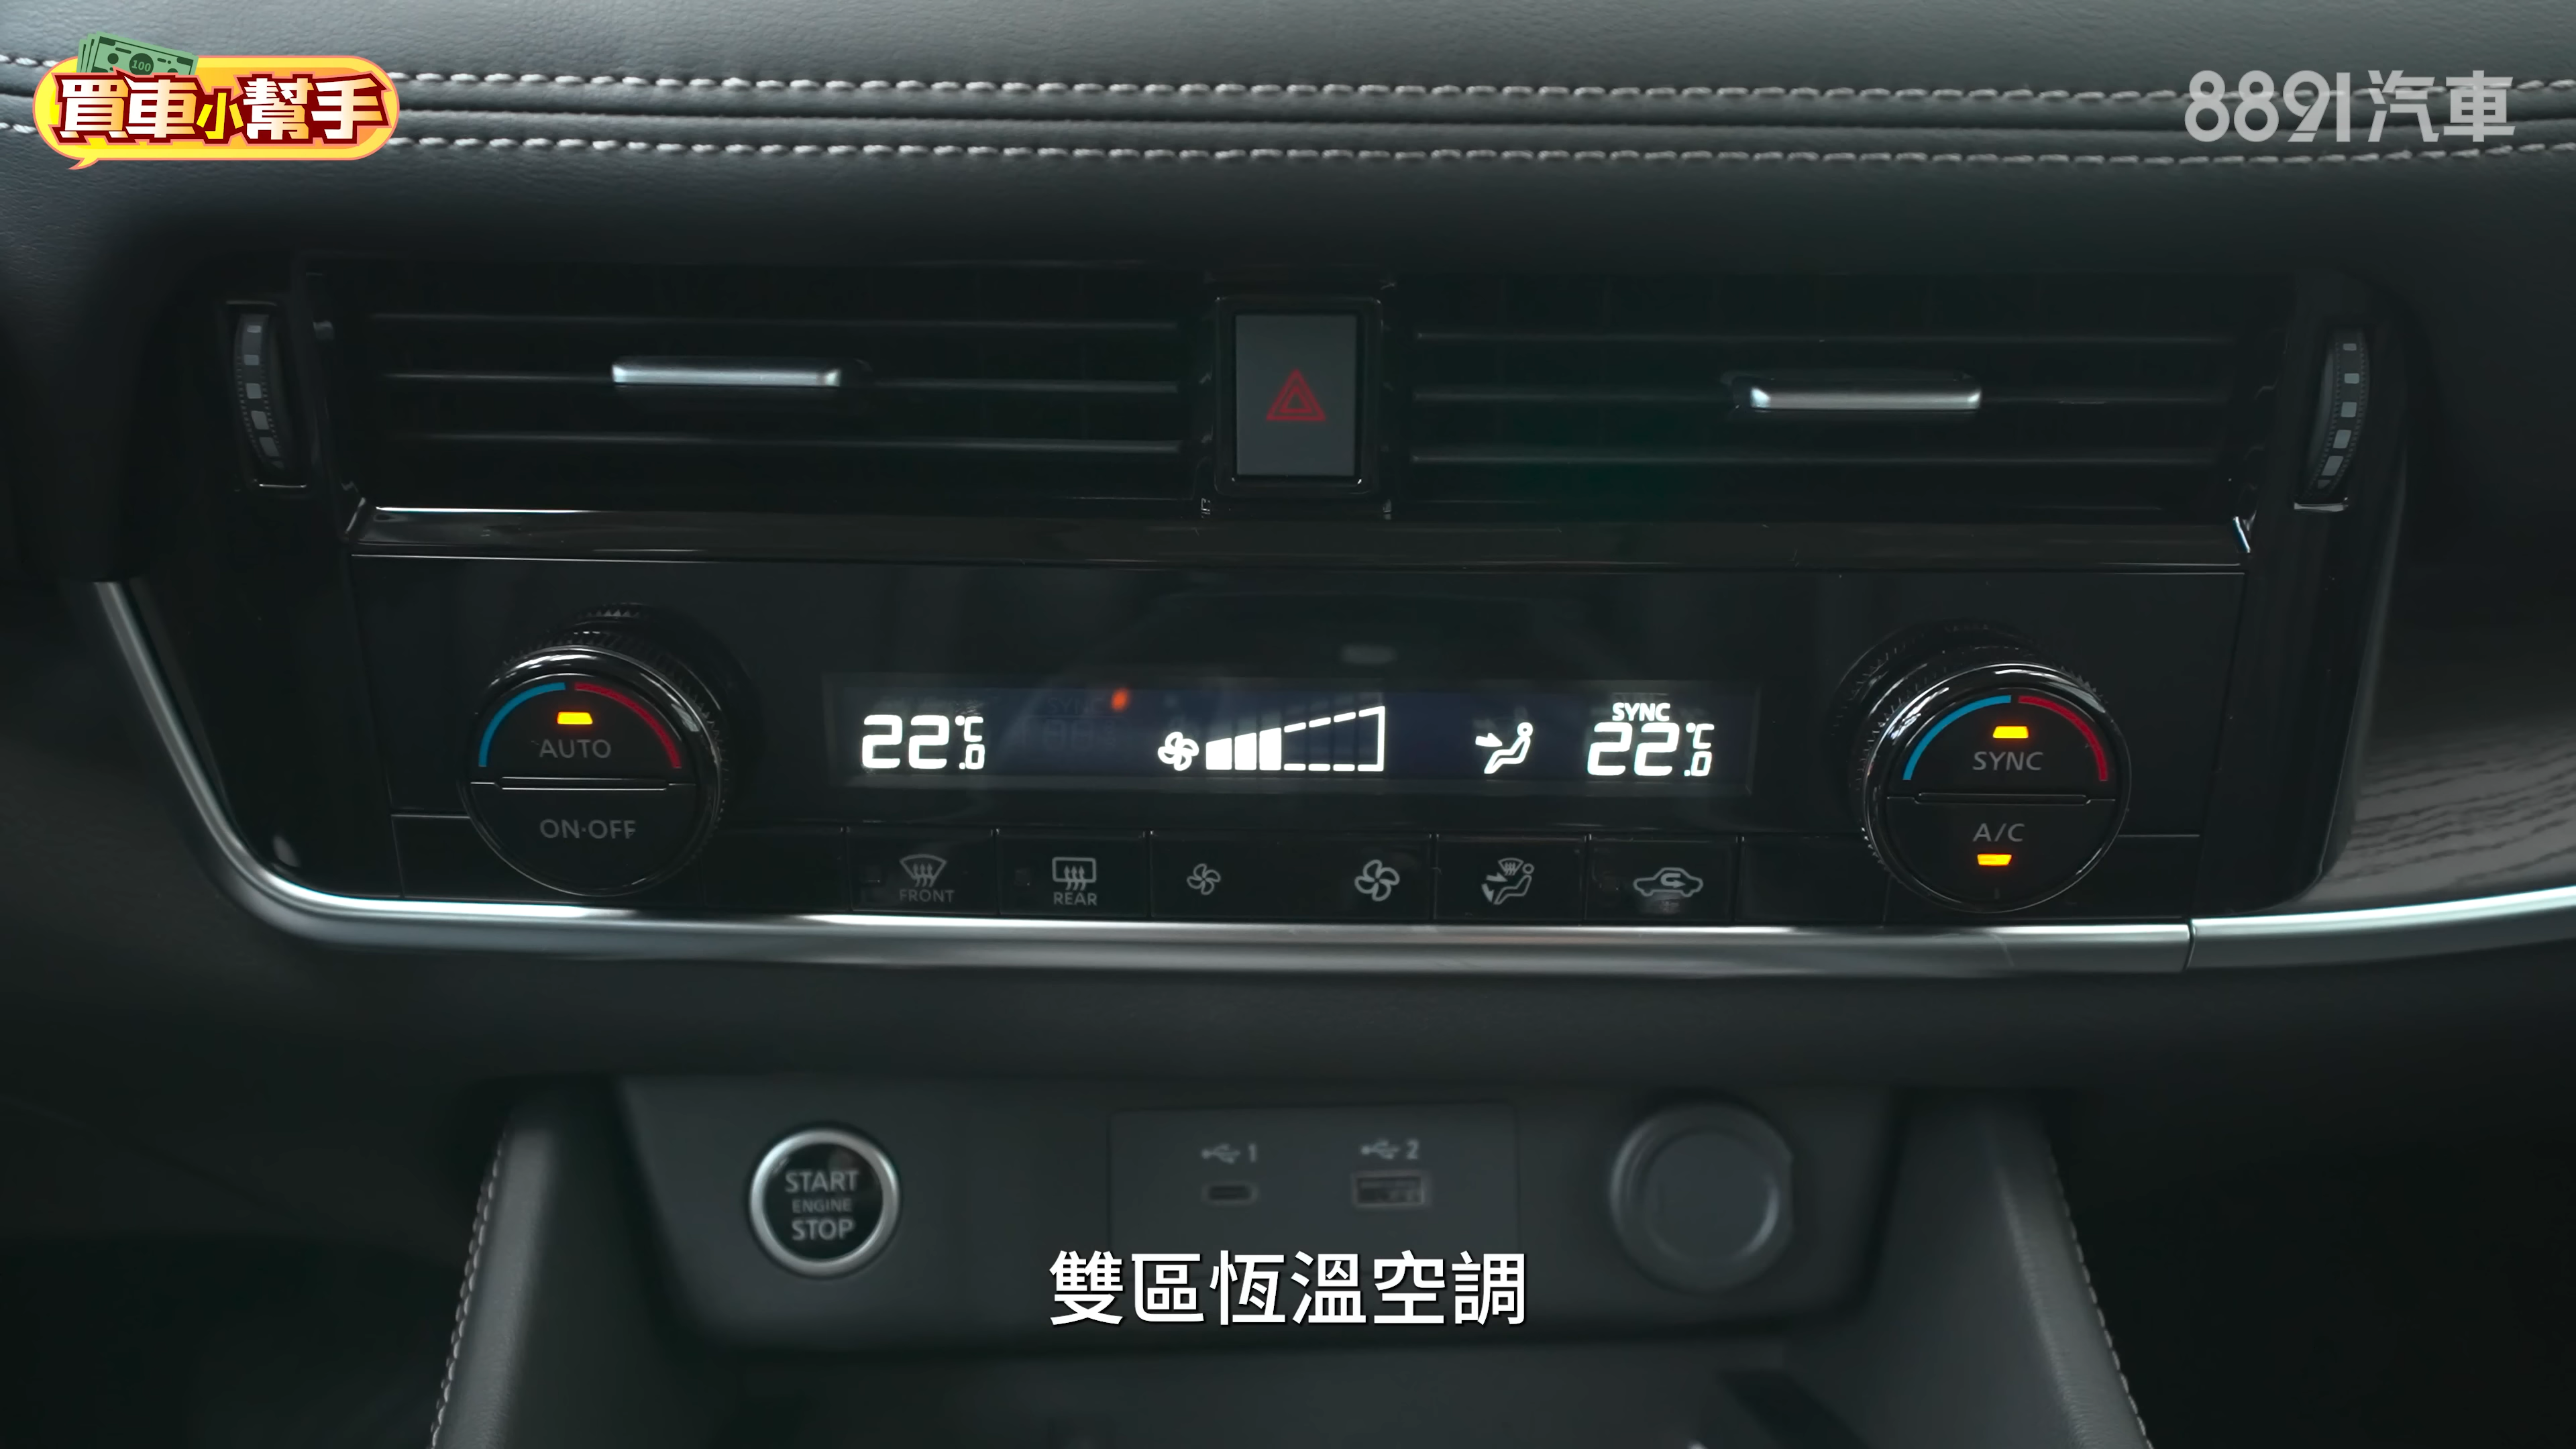 100
買車小幫手
8891汽車
AUTO
ON·OFF
22.0℃
SYNC
22.0℃
SYNC
A/C
FRONT
REAR
START
ENGINE
STOP
1
2
雙區恆溫空調